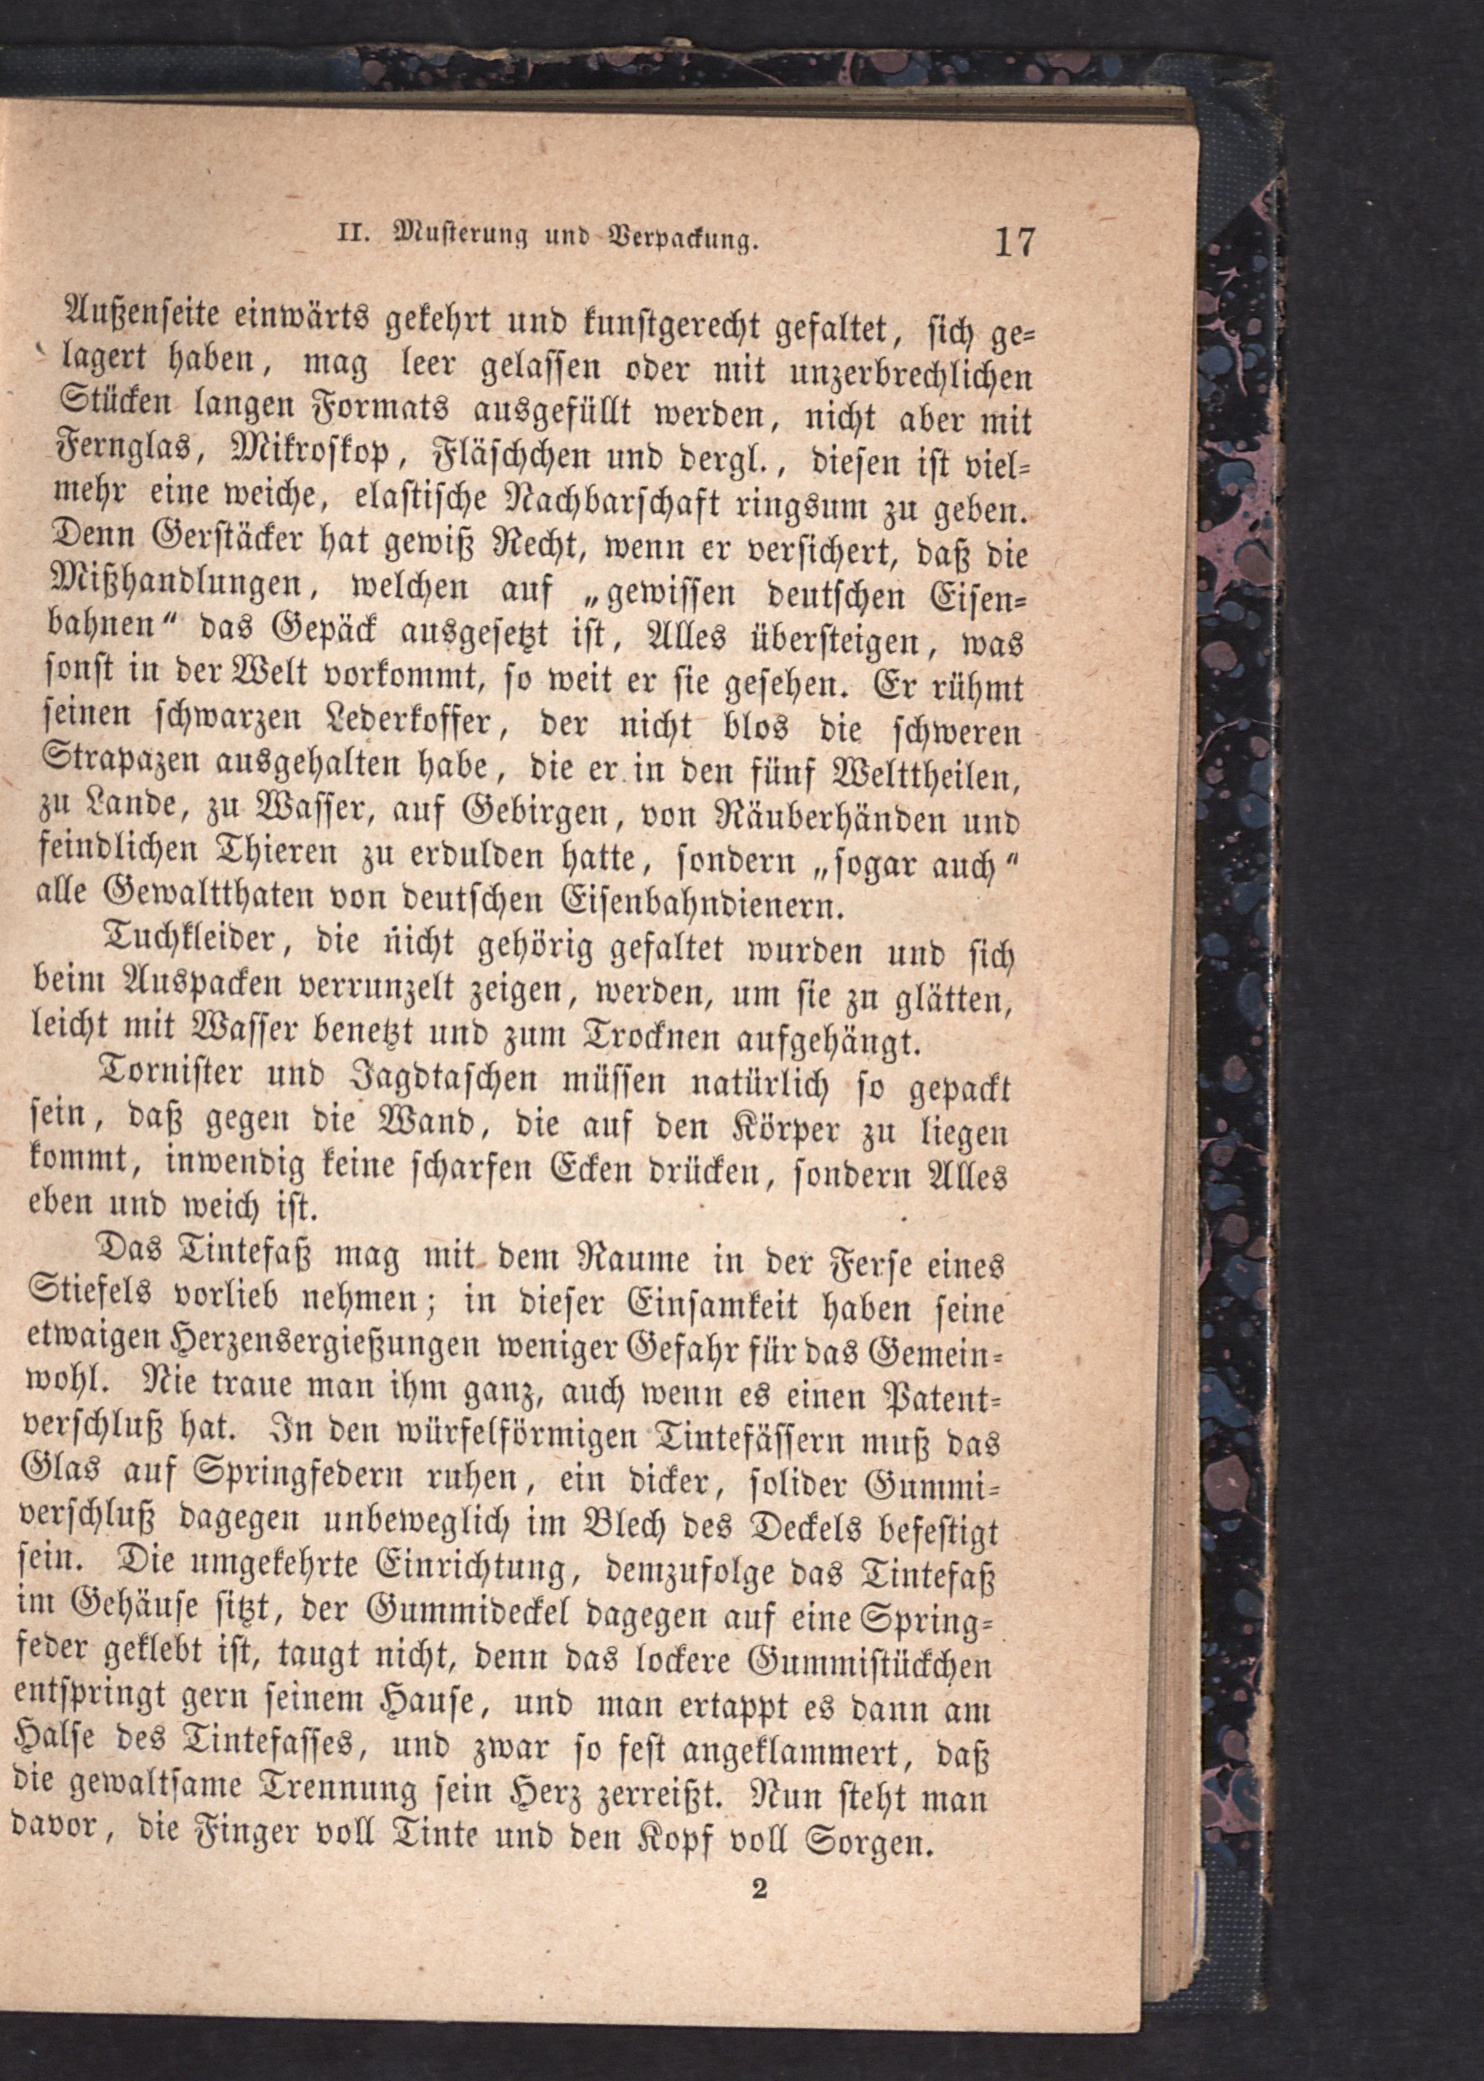 II. Musterung und Verpackung.
17
Außenseite einwärts gekehrt und kunstgerecht gefaltet, sich ge=
lagert haben, mag leer gelassen oder mit unzerbrechlichen
Stücken langen Formats ausgefüllt werden, nicht aber mit
Fernglas, Mikroskop, Fläschchen und dergl., diesen ist viel=
mehr eine weiche, elastische Nachbarschaft ringsum zu geben.
Denn Gerstäcker hat gewiß Recht, wenn er versichert, daß die
Mißhandlungen, welchen auf „gewissen deutschen Eisen=
bahnen“ das Gepäck ausgesetzt ist, Alles übersteigen, was
sonst in der Welt vorkommt, so weit er sie gesehen. Er rühmt
seinen schwarzen Lederkoffer, der nicht blos die schweren
Strapazen ausgehalten habe, die er in den fünf Welttheilen,
zu Lande, zu Wasser, auf Gebirgen, von Räuberhänden und
feindlichen Thieren zu erdulden hatte, sondern „sogar auch“
alle Gewaltthaten von deutschen Eisenbahndienern.
Tuchkleider, die nicht gehörig gefaltet wurden und sich
beim Auspacken verrunzelt zeigen, werden, um sie zu glätten,
leicht mit Wasser benetzt und zum Trocknen aufgehängt.
Tornister und Jagdtaschen müssen natürlich so gepackt
sein, daß gegen die Wand, die auf den Körper zu liegen
kommt, inwendig keine scharfen Ecken drücken, sondern Alles
eben und weich ist.
Das Tintefaß mag mit dem Raume in der Ferse eines
Stiefels vorlieb nehmen; in dieser Einsamkeit haben seine
etwaigen Herzensergießungen weniger Gefahr für das Gemein=
wohl. Nie traue man ihm ganz, auch wenn es einen Patent=
verschluß hat. In den würfelförmigen Tintefässern muß das
Glas auf Springfedern ruhen, ein dicker, solider Gummi=
verschluß dagegen unbeweglich im Blech des Deckels befestigt
sein. Die umgekehrte Einrichtung, demzufolge das Tintefaß
im Gehäuse sitzt, der Gummideckel dagegen auf eine Spring=
feder geklebt ist, taugt nicht, denn das lockere Gummistückchen
entspringt gern seinem Hause, und man ertappt es dann am
Halse des Tintefasses, und zwar so fest angeklammert, daß
die gewaltsame Trennung sein Herz zerreißt. Nun steht man
davor, die Finger voll Tinte und den Kopf voll Sorgen.
2